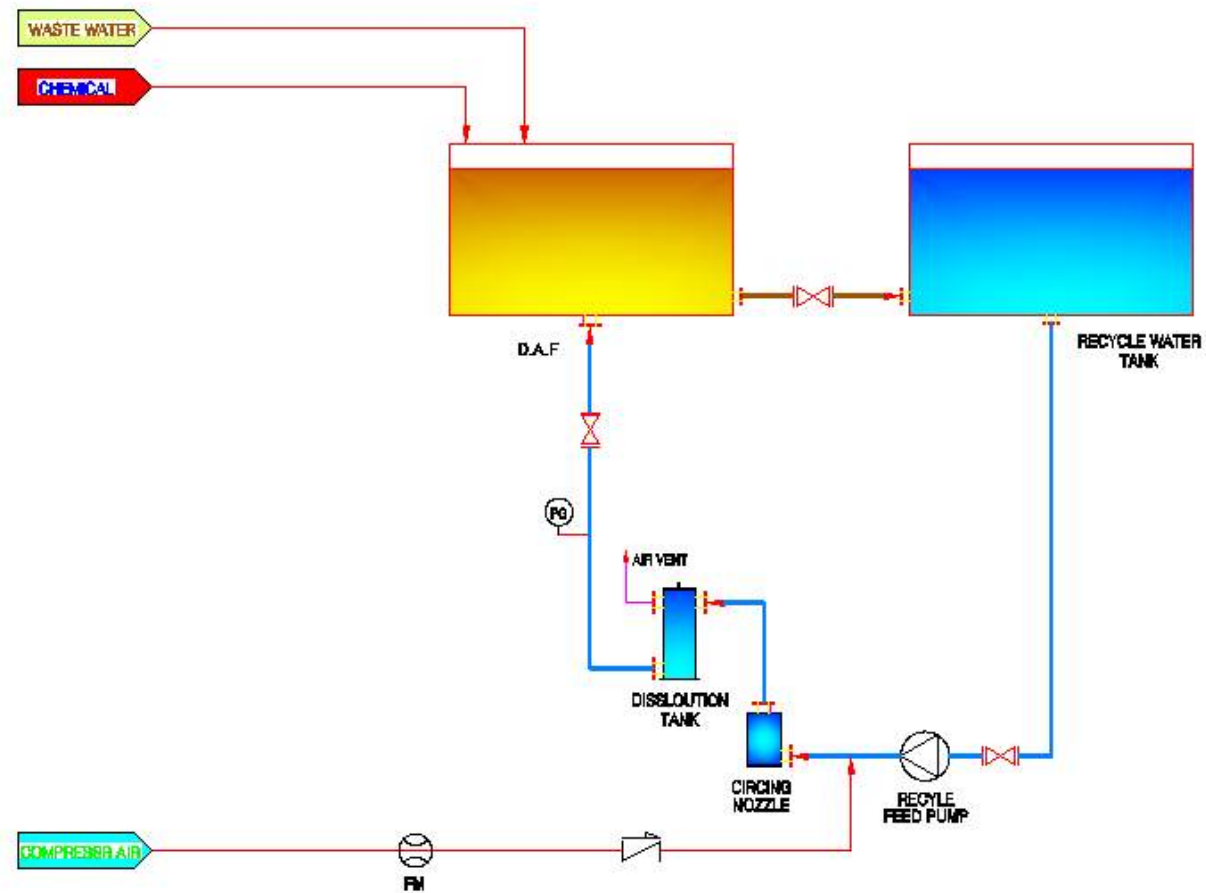 WASTE WATER
CHEMICAL
D.A.F
RECYCLE WATER
TANK
PG
AIR VENT
DISSLOUTION
TANK
CIRCING
NOZZLE
RECYLE
FEED PUMP
COMPRESSR AIR
FM